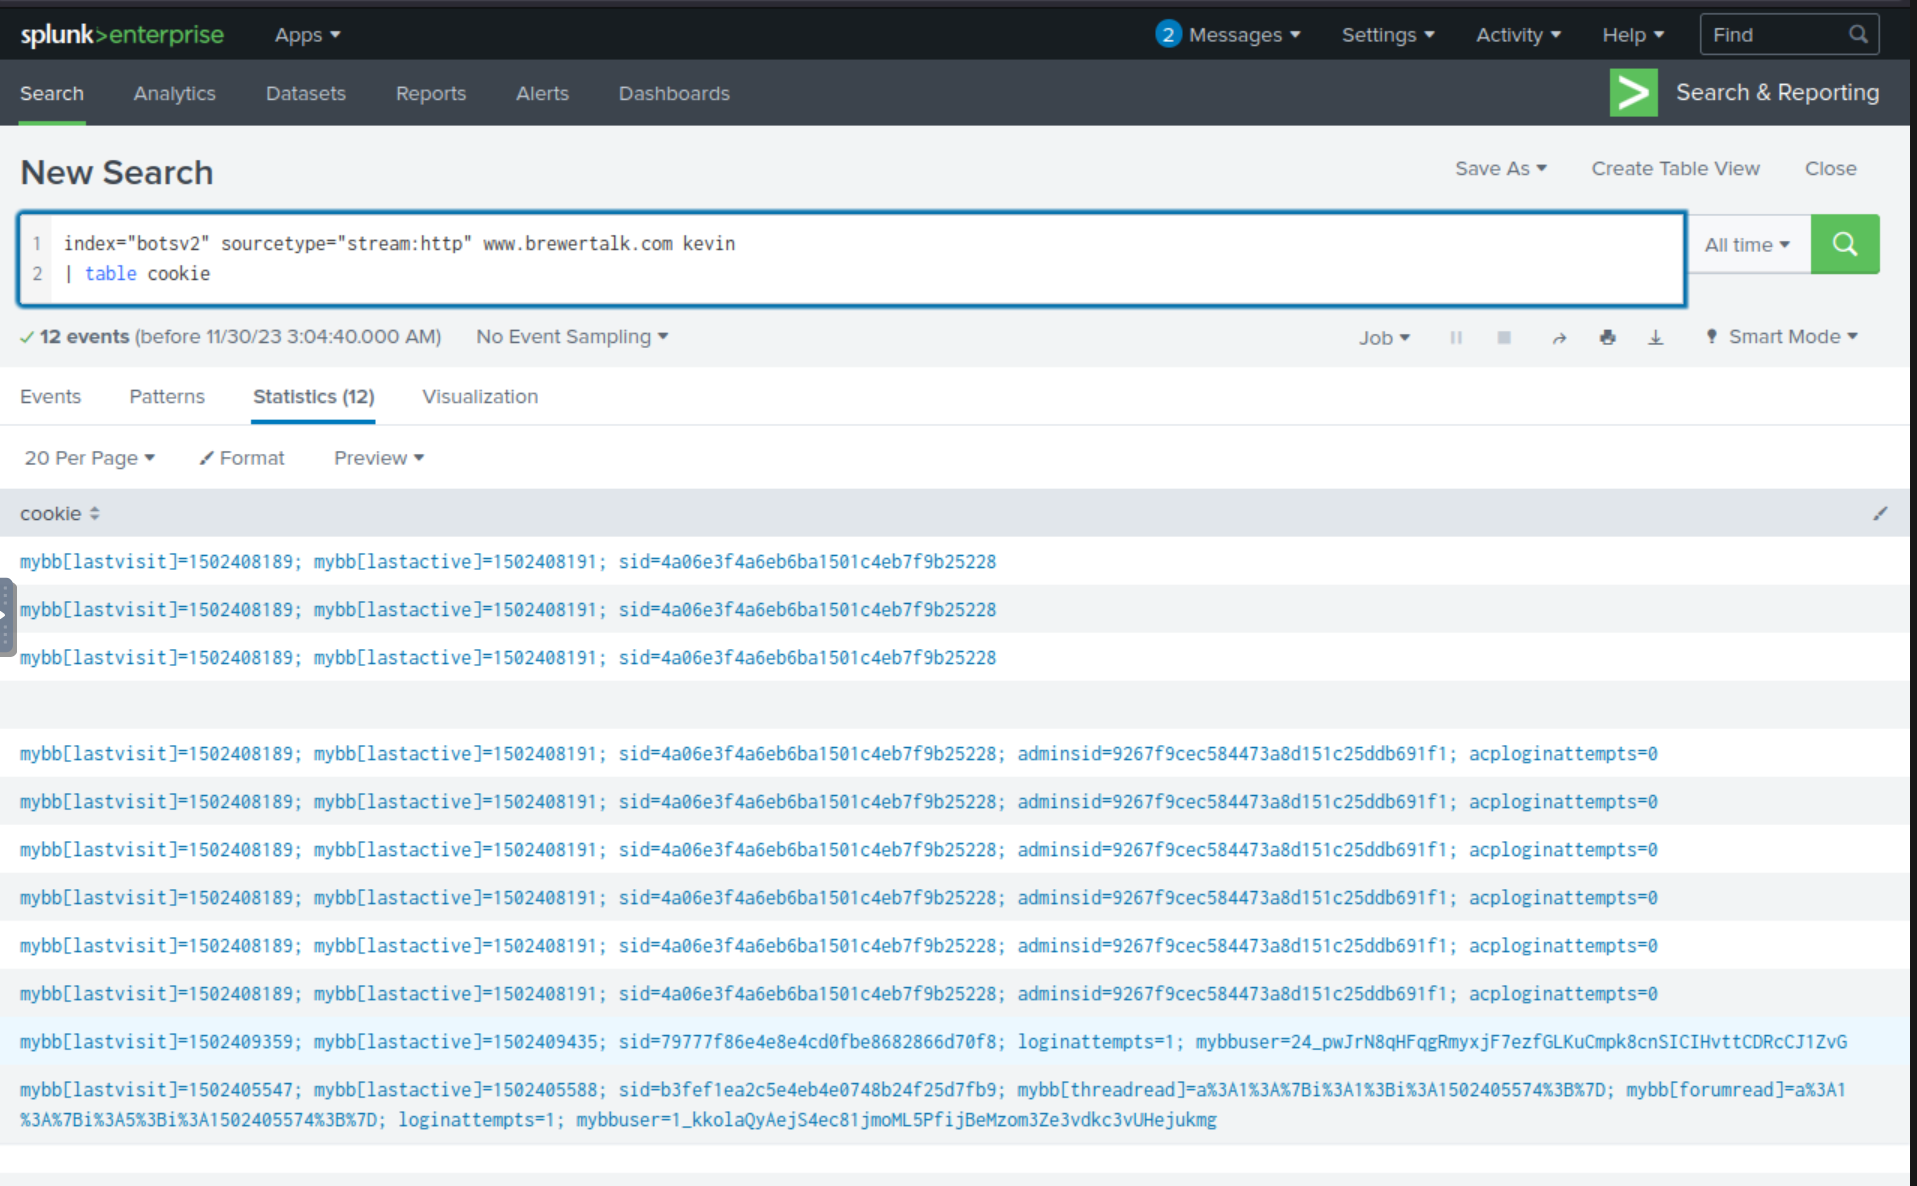 splunk>enterprise Apps 2 Messages Settings Activity Help Find
Search Analytics Datasets Reports Alerts Dashboards Search & Reporting
New Search Save As Create Table View Close
1 index="botsv2" sourcetype="stream:http" www.brewertalk.com kevin All time
2 | table cookie
12 events (before 11/30/23 3:04:40.000 AM) No Event Sampling Job Smart Mode
Events Patterns Statistics (12) Visualization
20 Per Page Format Preview
cookie
mybb[lastvisit]=1502408189; mybb[lastactive]=1502408191; sid=4a06e3f4a6eb6ba1501c4eb7f9b25228
mybb[lastvisit]=1502408189; mybb[lastactive]=1502408191; sid=4a06e3f4a6eb6ba1501c4eb7f9b25228
mybb[lastvisit]=1502408189; mybb[lastactive]=1502408191; sid=4a06e3f4a6eb6ba1501c4eb7f9b25228
mybb[lastvisit]=1502408189; mybb[lastactive]=1502408191; sid=4a06e3f4a6eb6ba1501c4eb7f9b25228; adminsid=9267f9cec584473a8d151c25ddb691f1; acploginattempts=0
mybb[lastvisit]=1502408189; mybb[lastactive]=1502408191; sid=4a06e3f4a6eb6ba1501c4eb7f9b25228; adminsid=9267f9cec584473a8d151c25ddb691f1; acploginattempts=0
mybb[lastvisit]=1502408189; mybb[lastactive]=1502408191; sid=4a06e3f4a6eb6ba1501c4eb7f9b25228; adminsid=9267f9cec584473a8d151c25ddb691f1; acploginattempts=0
mybb[lastvisit]=1502408189; mybb[lastactive]=1502408191; sid=4a06e3f4a6eb6ba1501c4eb7f9b25228; adminsid=9267f9cec584473a8d151c25ddb691f1; acploginattempts=0
mybb[lastvisit]=1502408189; mybb[lastactive]=1502408191; sid=4a06e3f4a6eb6ba1501c4eb7f9b25228; adminsid=9267f9cec584473a8d151c25ddb691f1; acploginattempts=0
mybb[lastvisit]=1502408189; mybb[lastactive]=1502408191; sid=4a06e3f4a6eb6ba1501c4eb7f9b25228; adminsid=9267f9cec584473a8d151c25ddb691f1; acploginattempts=0
mybb[lastvisit]=1502409359; mybb[lastactive]=1502409435; sid=79777f86e4e8e4cd0fbe8682866d70f8; loginattempts=1; mybbuser=24_pwJrN8qHFqgRmyxjF7ezfGLKuCmpk8cnSICIHvttCDRcCJ1ZvG
mybb[lastvisit]=1502405547; mybb[lastactive]=1502405588; sid=b3fef1ea2c5e4eb4e0748b24f25d7fb9; mybb[threadread]=a%3A1%3A%7Bi%3A1%3Bi%3A1502405574%3B%7D; mybb[forumread]=a%3A1
%3A%7Bi%3A5%3Bi%3A1502405574%3B%7D; loginattempts=1; mybbuser=1_kkolaQyAejS4ec81jmoML5PfijBeMzom3Ze3vdkc3vUHejukmg